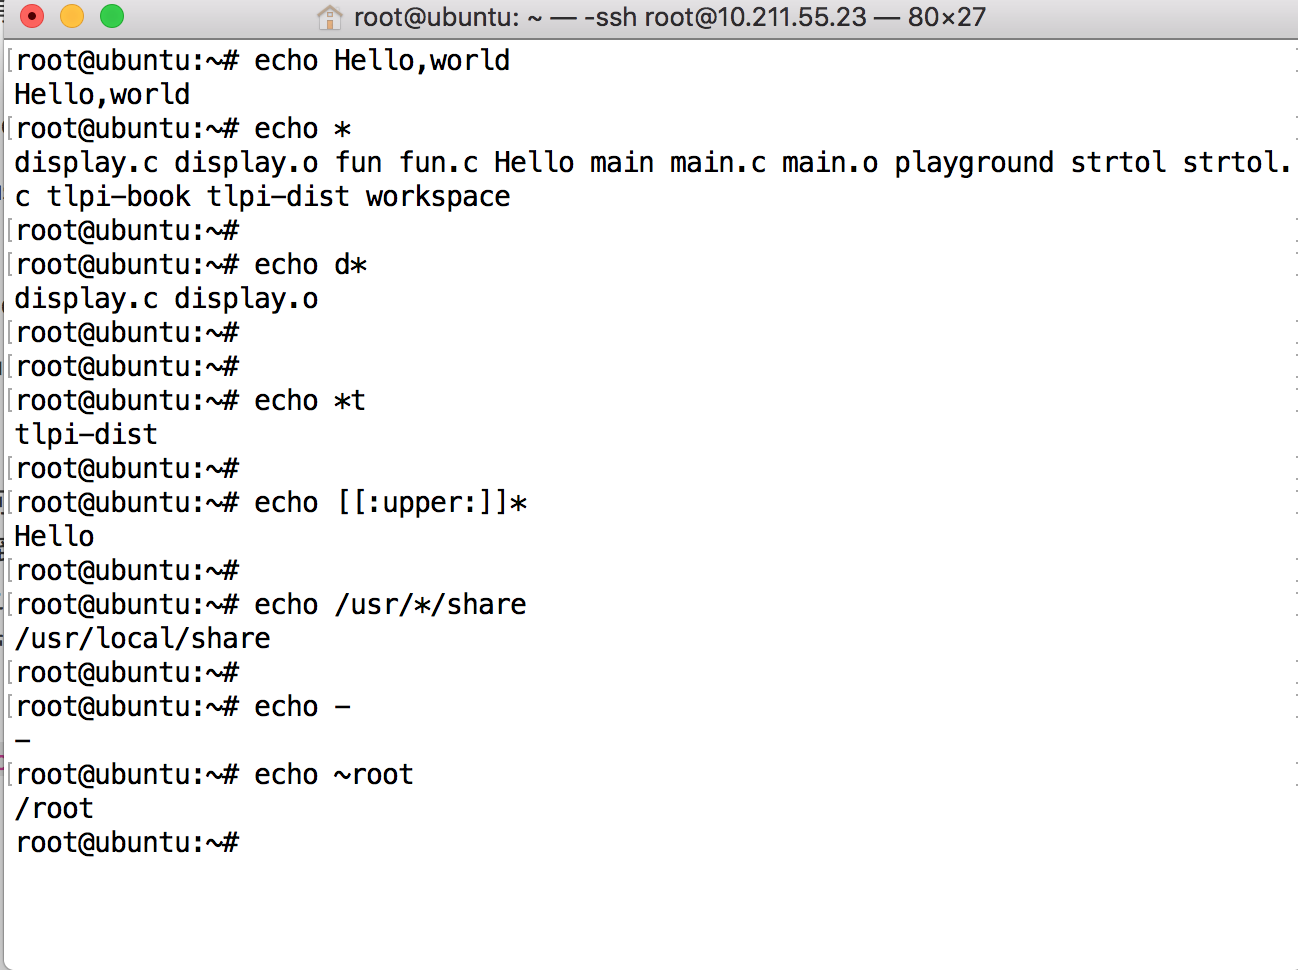 root@ubuntu: ~ — -ssh root@10.211.55.23 — 80×27
[root@ubuntu:~# echo Hello,world
Hello,world
[root@ubuntu:~# echo *
display.c display.o fun fun.c Hello main main.c main.o playground strtol strtol.
c tlpi-book tlpi-dist workspace
[root@ubuntu:~#
[root@ubuntu:~# echo d*
display.c display.o
[root@ubuntu:~#
[root@ubuntu:~#
[root@ubuntu:~# echo *t
tlpi-dist
[root@ubuntu:~#
[root@ubuntu:~# echo [[:upper:]]*
Hello
[root@ubuntu:~#
[root@ubuntu:~# echo /usr/*/share
/usr/local/share
[root@ubuntu:~#
[root@ubuntu:~# echo -
-
[root@ubuntu:~# echo ~root
/root
root@ubuntu:~#